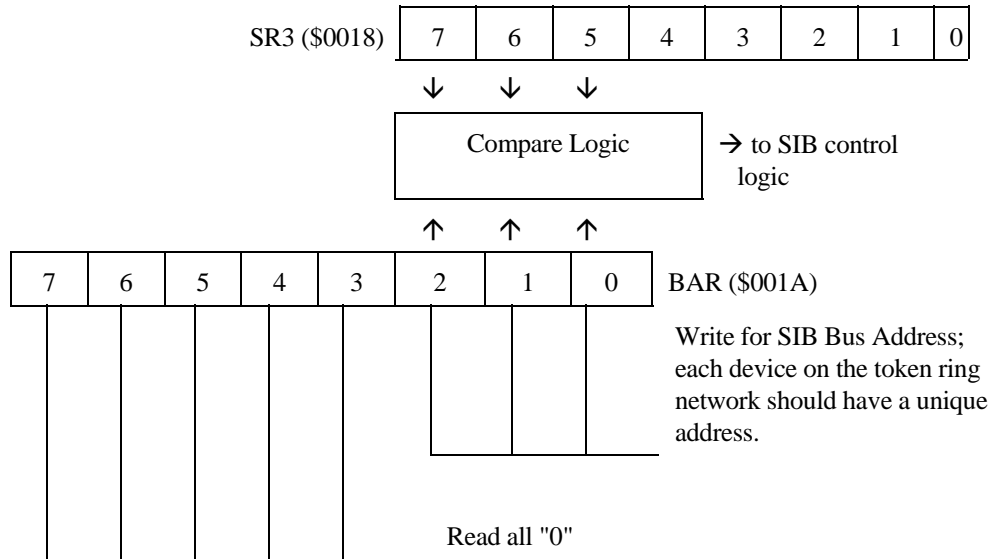 SR3 ($0018) 7 6 5 4 3 2 1 0
Compare Logic
→ to SIB control
logic
7 6 5 4 3 2 1 0 BAR ($001A)
Write for SIB Bus Address;
each device on the token ring
network should have a unique
address.
Read all "0"